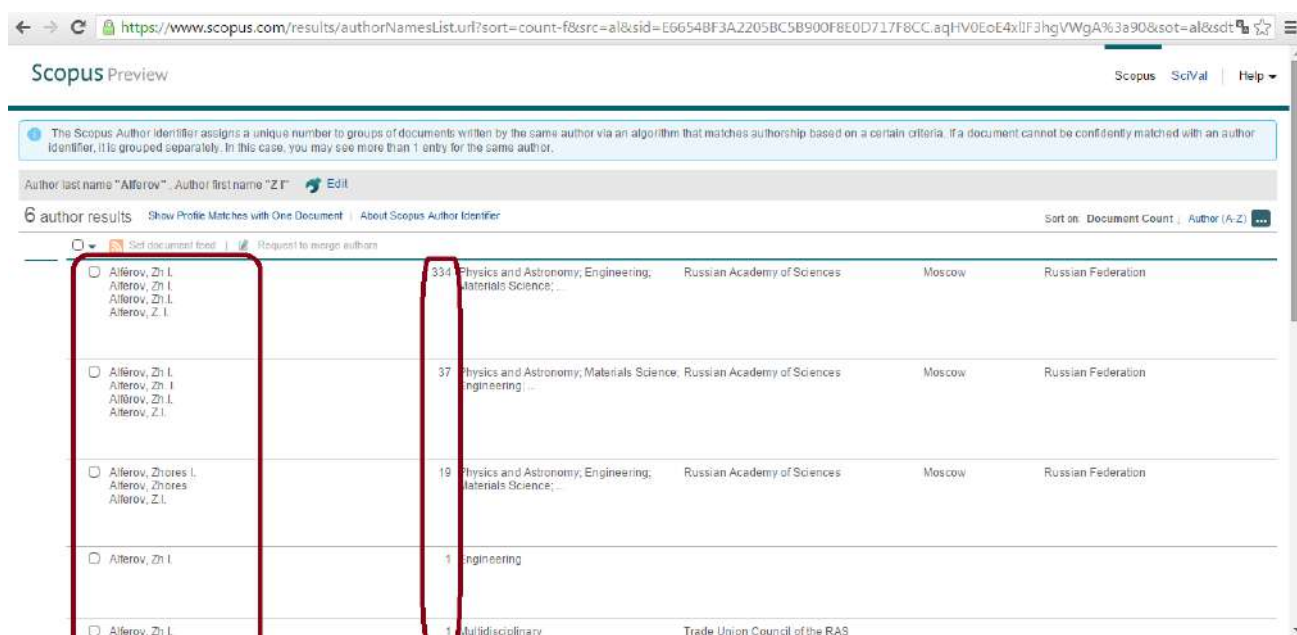 https://www.scopus.com/results/authorNamesList.url?sort=count-f&src=al&sid=E6654BF3A2205BC5B900F8E0D717F8CC.aqHV0EoE4xlIF3hgVWgA%3a90&sot=al&sdt
Scopus Preview
Scopus SciVal | Help
The Scopus Author Identifier assigns a unique number to groups of documents written by the same author via an algorithm that matches authorship based on a certain criteria. If a document cannot be confidently matched with an author
identifier, it is grouped separately. In this case, you may see more than 1 entry for the same author.
Author last name "Alferov" , Author first name "Z I" Edit
6 author results Show Profile Matches with One Document | About Scopus Author Identifier Sort on: Document Count | Author (A-Z) ...
Set document feed | Request to merge authors
Alfërov, Zh I. 334 Physics and Astronomy; Engineering; Russian Academy of Sciences Moscow Russian Federation
Alferov, Zh I. Materials Science; ...
Alferov, Zh.I.
Alferov, Z. I.
Alfërov, Zh I. 37 Physics and Astronomy; Materials Science; Russian Academy of Sciences Moscow Russian Federation
Alferov, Zh. I Engineering; ...
Alfërov, Zh.I.
Alferov, Z.I.
Alferov, Zhores I. 19 Physics and Astronomy; Engineering; Russian Academy of Sciences Moscow Russian Federation
Alferov, Zhores Materials Science; ...
Alferov, Z.I.
Alferov, Zh I. 1 Engineering
Alferov, Zh I. 1 Multidisciplinary Trade Union Council of the RAS